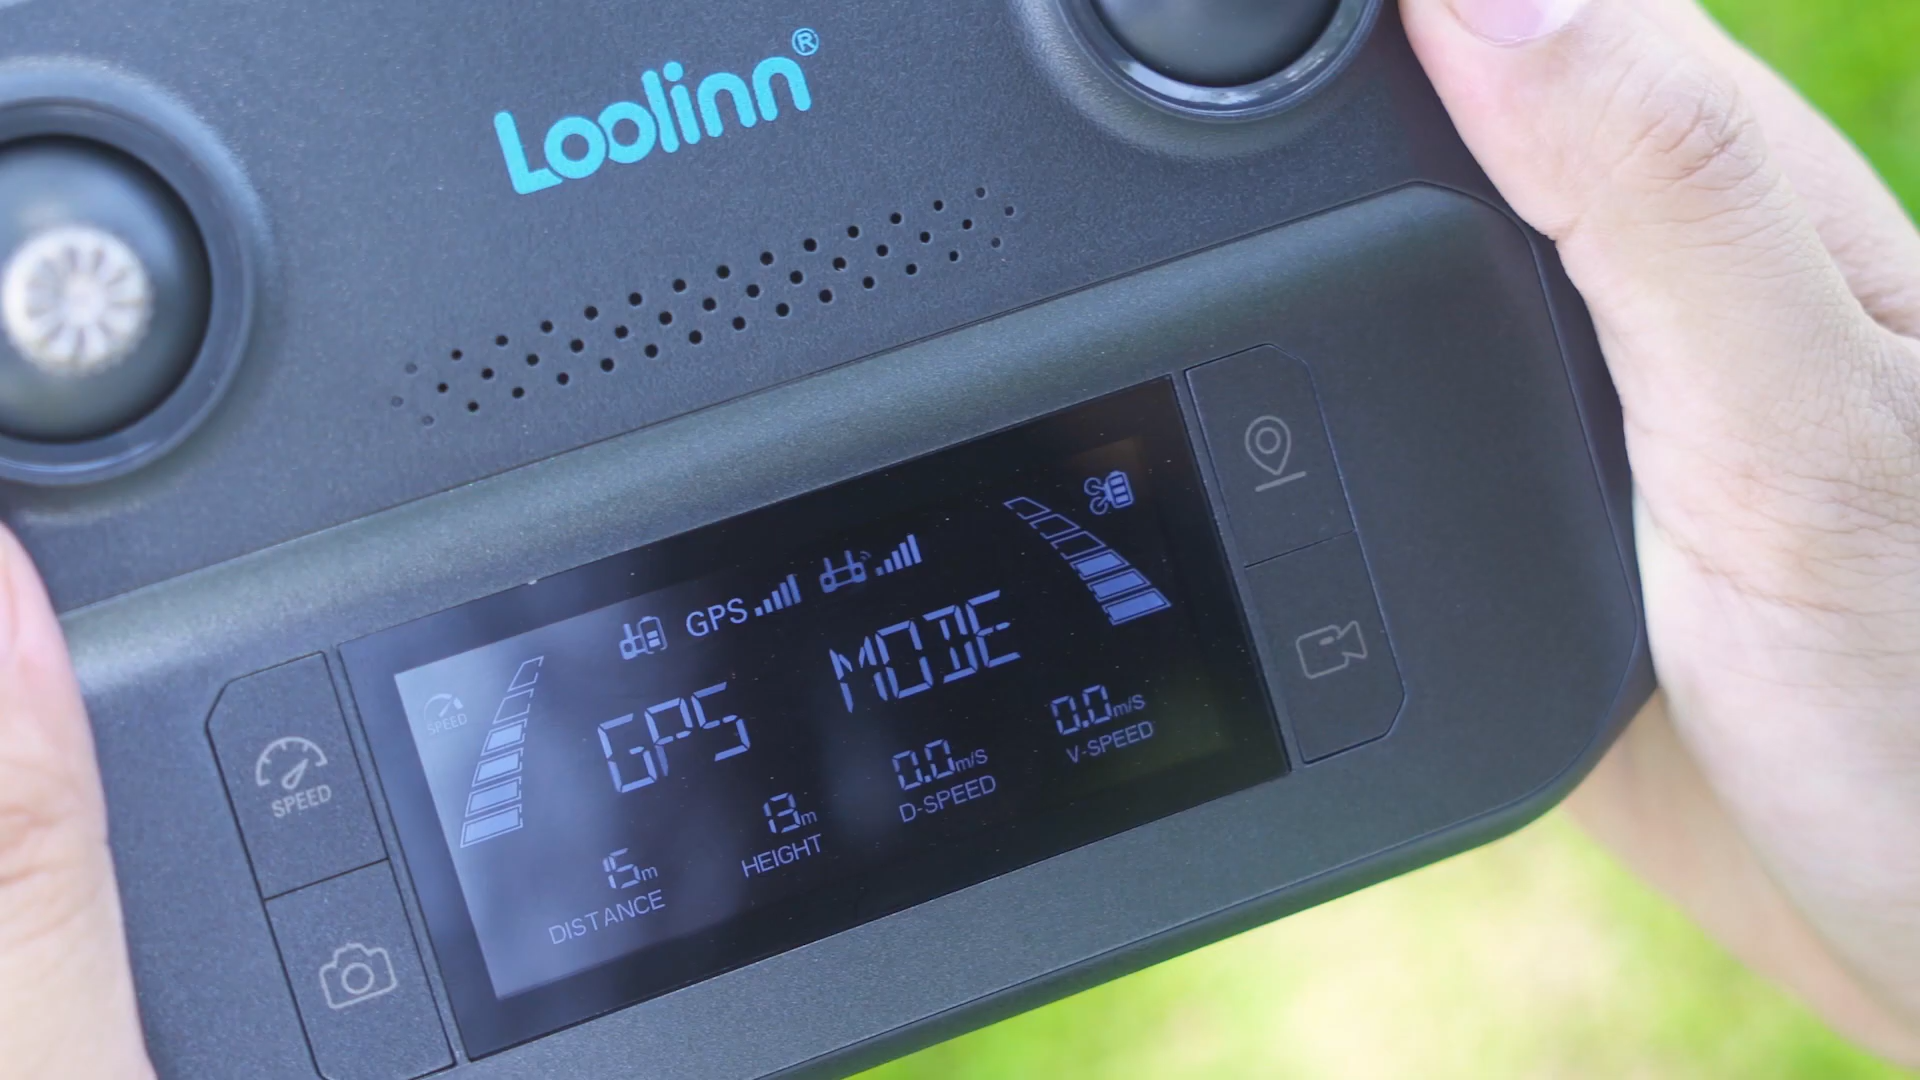 Loolinn®
GPS
SPEED
GPS MODE
15m
DISTANCE
13m
HEIGHT
0.0m/S
D-SPEED
0.0m/S
V-SPEED
SPEED